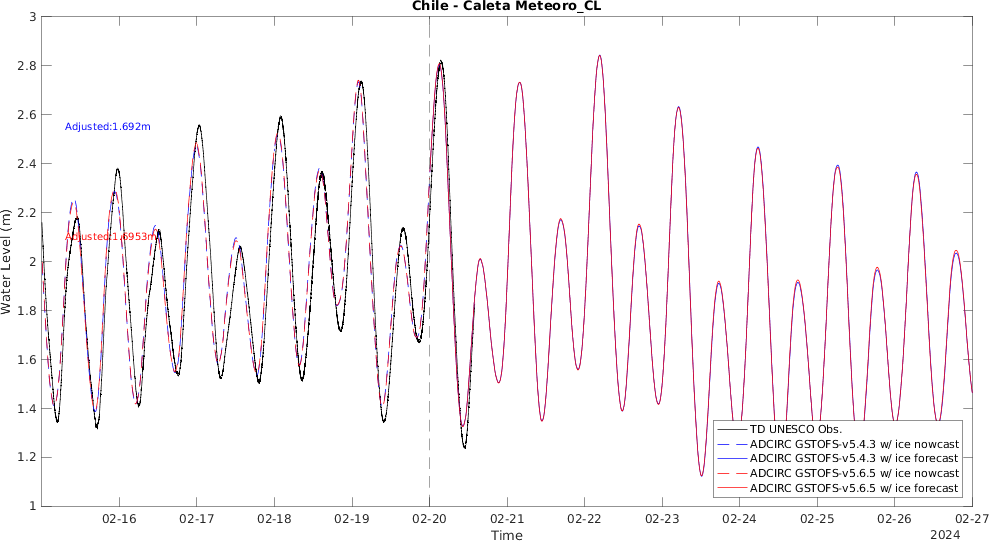 Chile - Caleta Meteoro_CL
3
2.8
2.6
2.4
2.2
2
1.8
1.6
1.4
1.2
1
Water Level (m)
Adjusted:1.692m
Adjusted:1.6953m
TD UNESCO Obs.
ADCIRC GSTOFS-v5.4.3 w/ ice nowcast
ADCIRC GSTOFS-v5.4.3 w/ ice forecast
ADCIRC GSTOFS-v5.6.5 w/ ice nowcast
ADCIRC GSTOFS-v5.6.5 w/ ice forecast
02-16 02-17 02-18 02-19 02-20 02-21 02-22 02-23 02-24 02-25 02-26 02-27
Time
2024